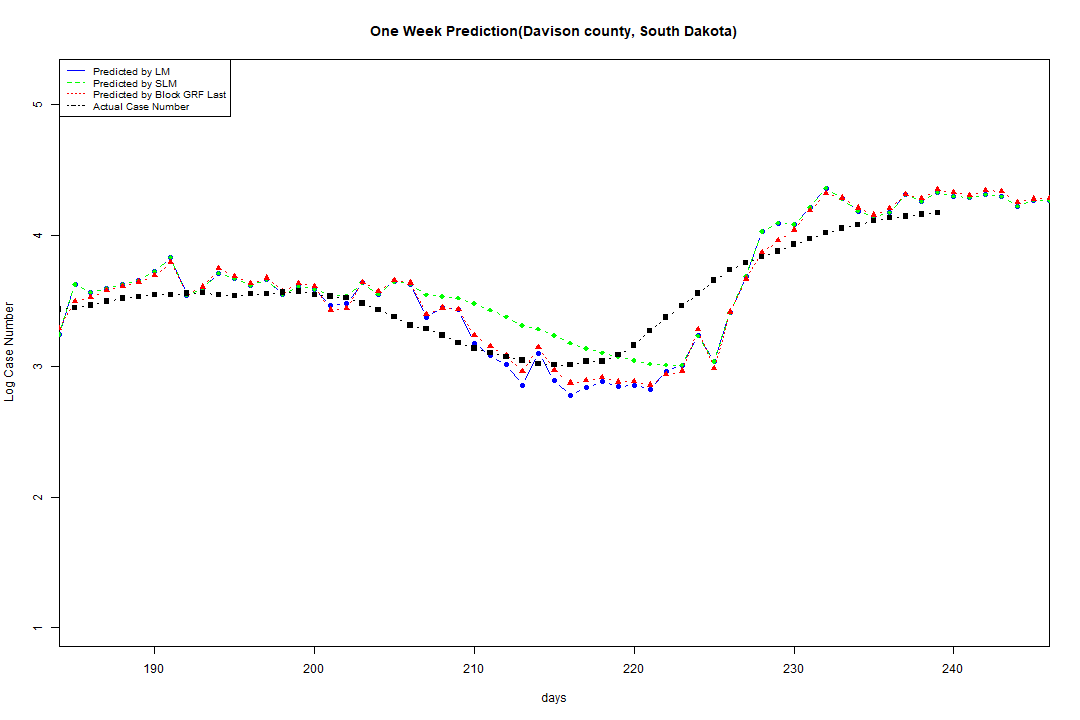 One Week Prediction(Davison county, South Dakota)
Predicted by LM
Predicted by SLM
Predicted by Block GRF Last
Actual Case Number
5
4
3
2
1
Log Case Number
190 200 210 220 230 240
days